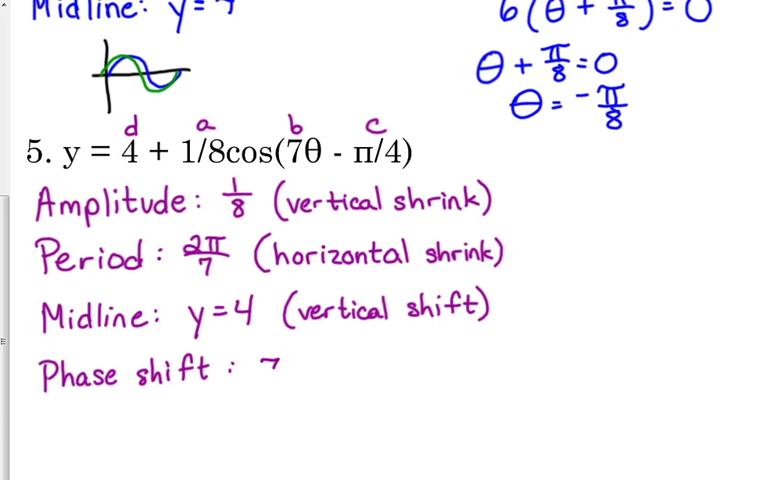 Midline: y=
6(θ + π/8) = 0
θ + π/8 = 0
θ = -π/8
d a b c
5. y = 4 + 1/8cos(7θ - π/4)
Amplitude: 1/8 (vertical shrink)
Period: 2π/7 (horizontal shrink)
Midline: y=4 (vertical shift)
Phase shift: 7